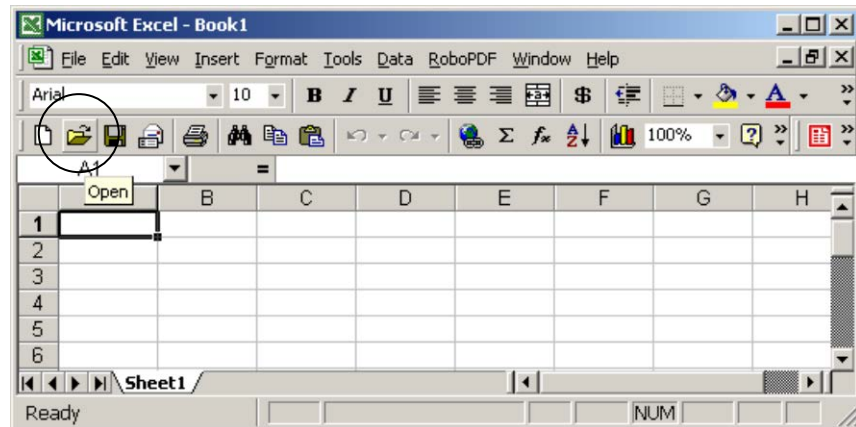 Microsoft Excel - Book1
File Edit View Insert Format Tools Data RoboPDF Window Help
Arial 10 B I U $ A
Σ fx A Z 100% ?
A1 =
Open
B C D E F G H
1
2
3
4
5
6
Sheet1
Ready NUM